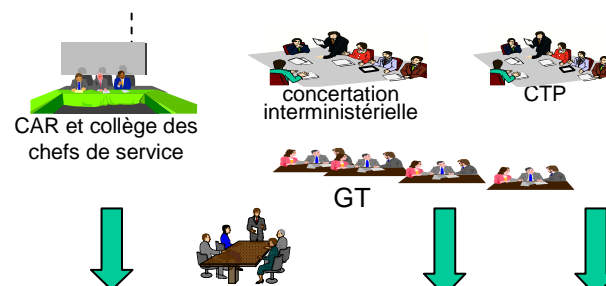 CAR et collège des
chefs de service
concertation
interministérielle
CTP
GT